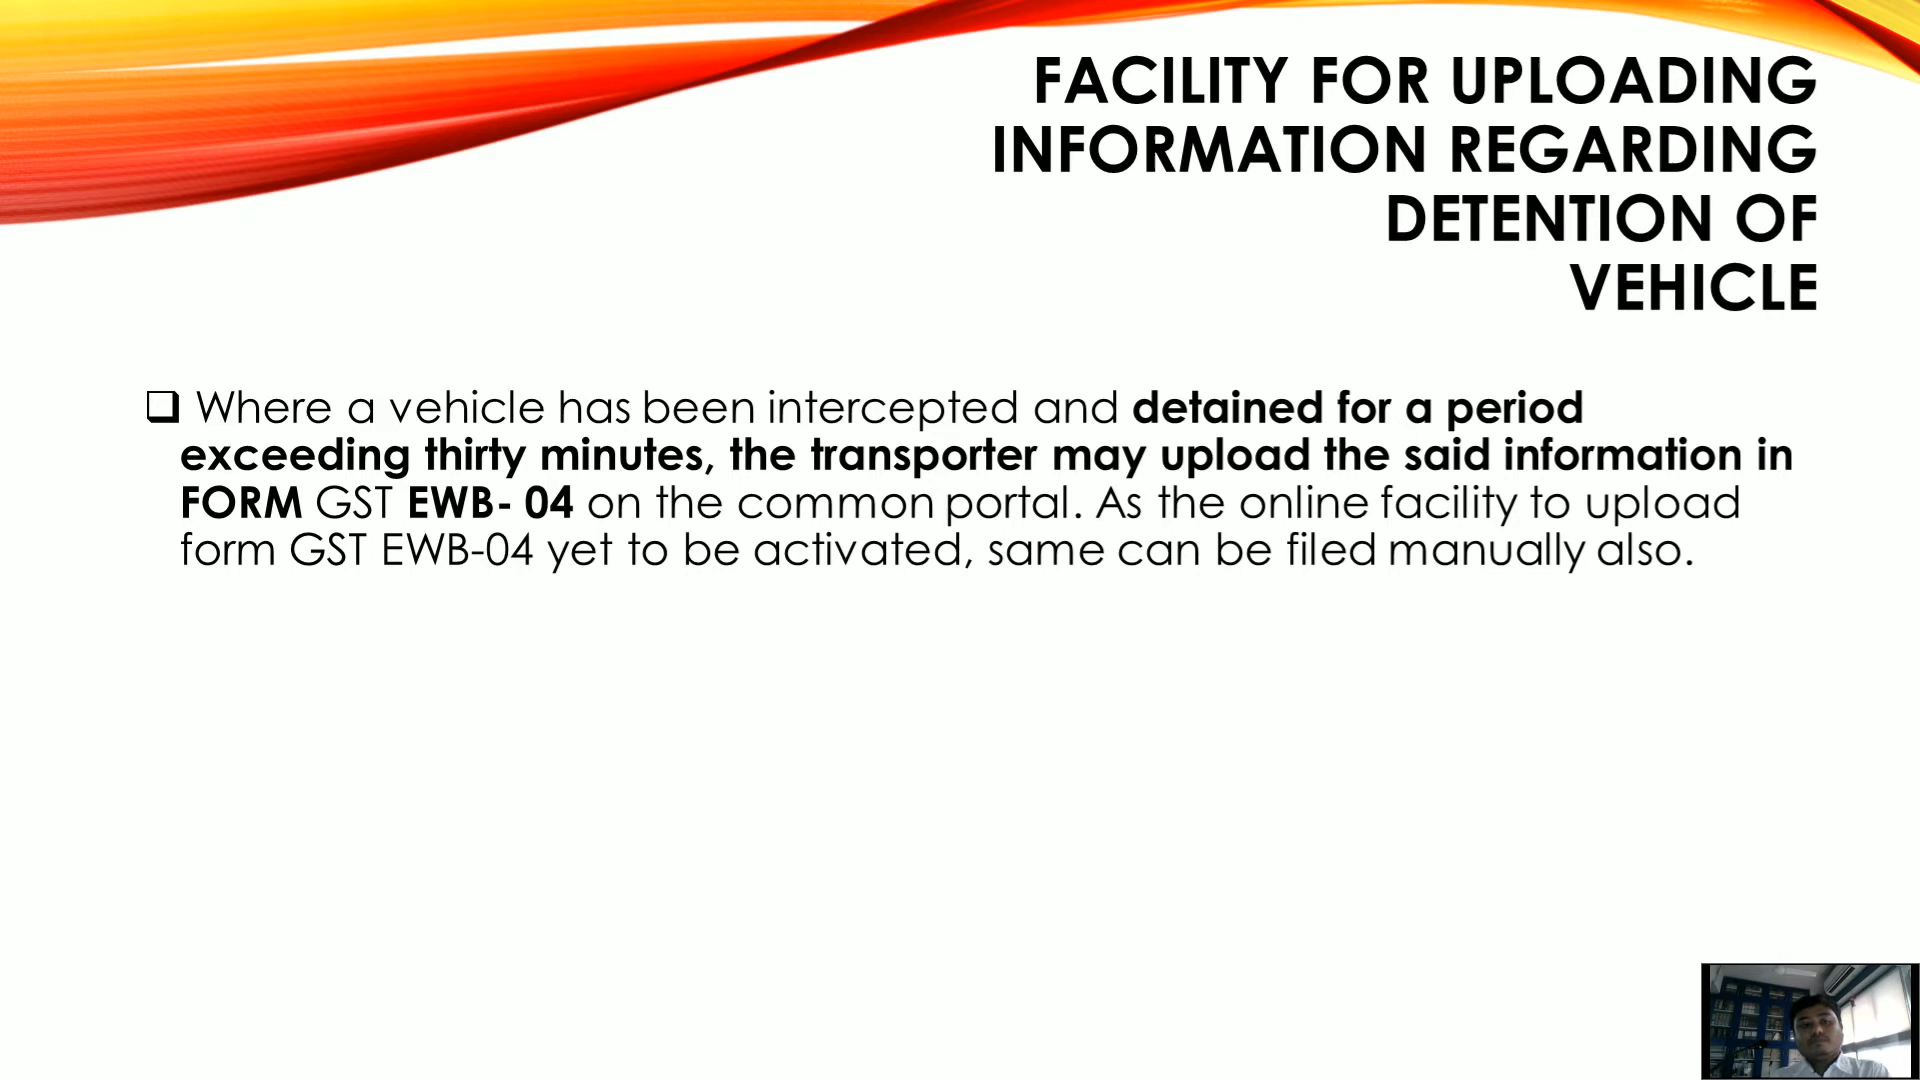 FACILITY FOR UPLOADING
INFORMATION REGARDING
DETENTION OF
VEHICLE
❑ Where a vehicle has been intercepted and detained for a period
exceeding thirty minutes, the transporter may upload the said information in
FORM GST EWB- 04 on the common portal. As the online facility to upload
form GST EWB-04 yet to be activated, same can be filed manually also.